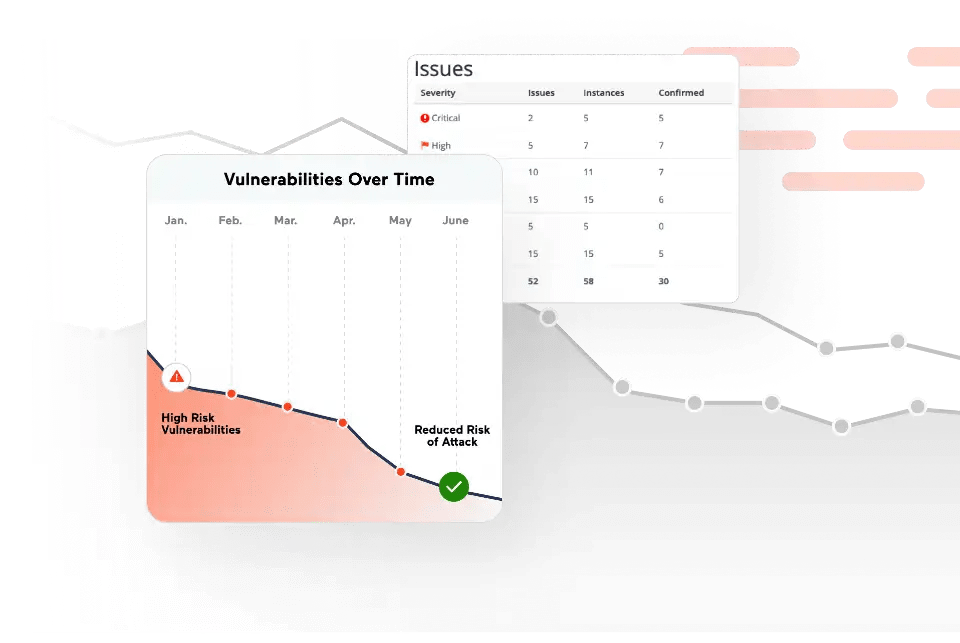 Issues
Severity Issues Instances Confirmed
Critical 2 5 5
High 5 7 7
10 11 7
15 15 6
5 5 0
15 15 5
52 58 30
Vulnerabilities Over Time
Jan. Feb. Mar. Apr. May June
High Risk
Vulnerabilities
Reduced Risk
of Attack